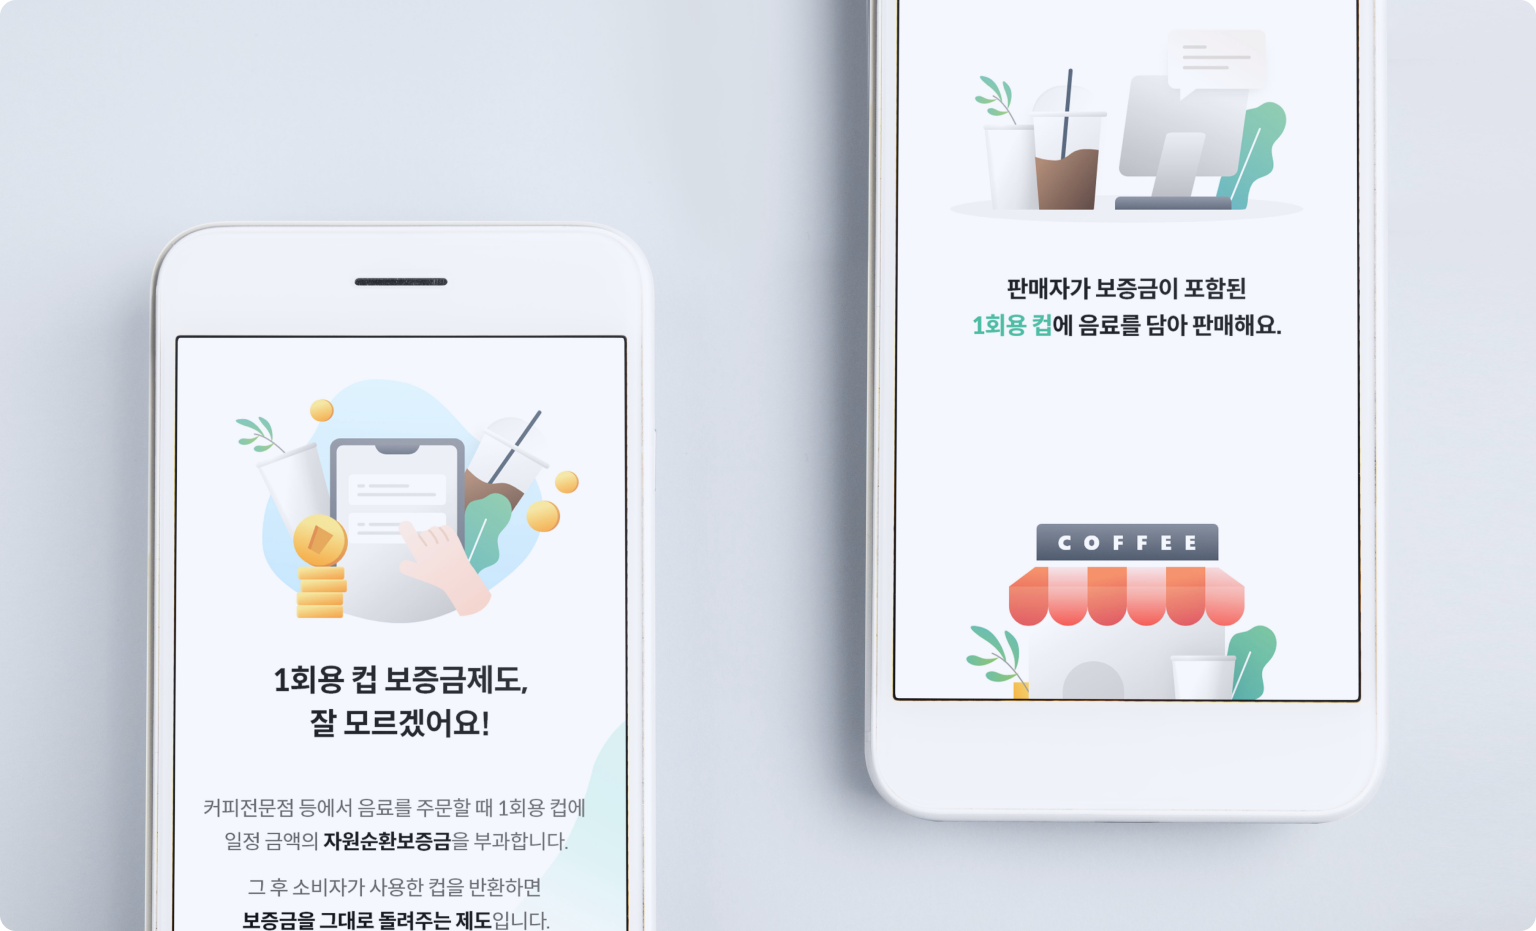 1회용 컵 보증금제도,
잘 모르겠어요!
커피전문점 등에서 음료를 주문할 때 1회용 컵에
일정 금액의 자원순환보증금을 부과합니다.
그 후 소비자가 사용한 컵을 반환하면
보증금을 그대로 돌려주는 제도입니다.
판매자가 보증금이 포함된
1회용 컵에 음료를 담아 판매해요.
COFFEE